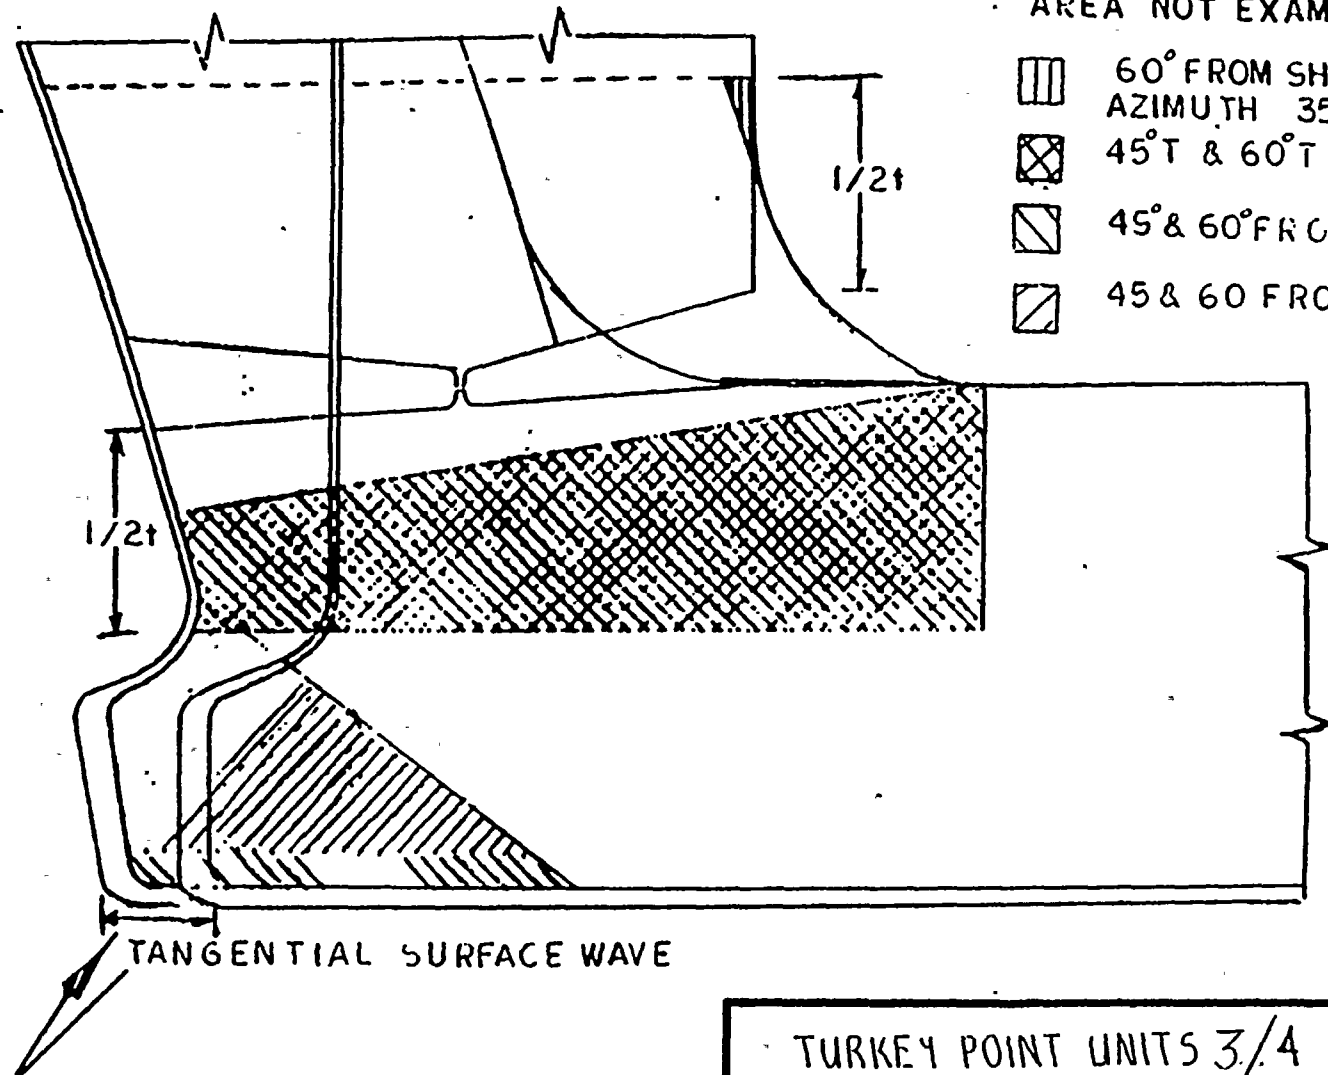 AREA NOT EXAM
60° FROM SH
AZIMUTH 35
45°T & 60°T
45° & 60° FRO
45 & 60 FRO
1/2t
1/2t
TANGENTIAL SURFACE WAVE
TURKEY POINT UNITS 3/4